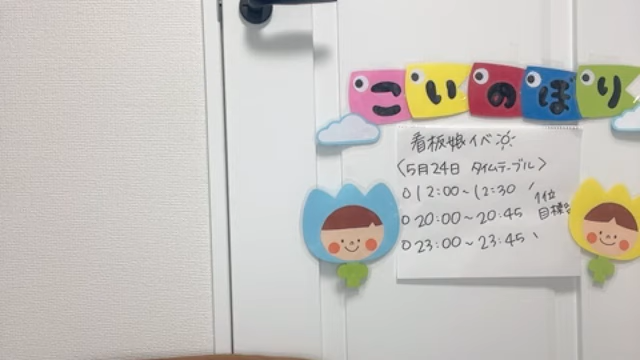 こいのぼり
看板娘イベ
〈5月24日 タイムテーブル〉
○12:00~12:30
○20:00~20:45
○23:00~23:45
1位
目標